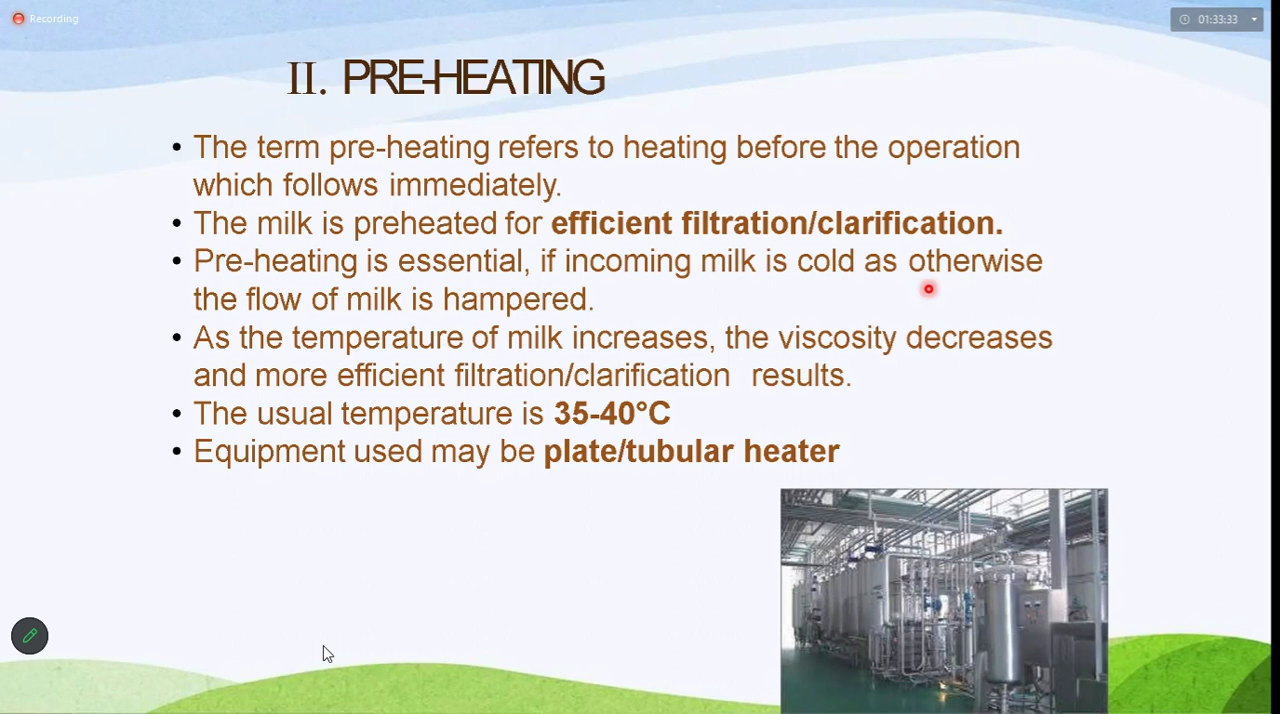 Recording
01:33:33
II. PRE-HEATING
• The term pre-heating refers to heating before the operation
which follows immediately.
• The milk is preheated for efficient filtration/clarification.
• Pre-heating is essential, if incoming milk is cold as otherwise
the flow of milk is hampered.
• As the temperature of milk increases, the viscosity decreases
and more efficient filtration/clarification results.
• The usual temperature is 35-40°C
• Equipment used may be plate/tubular heater